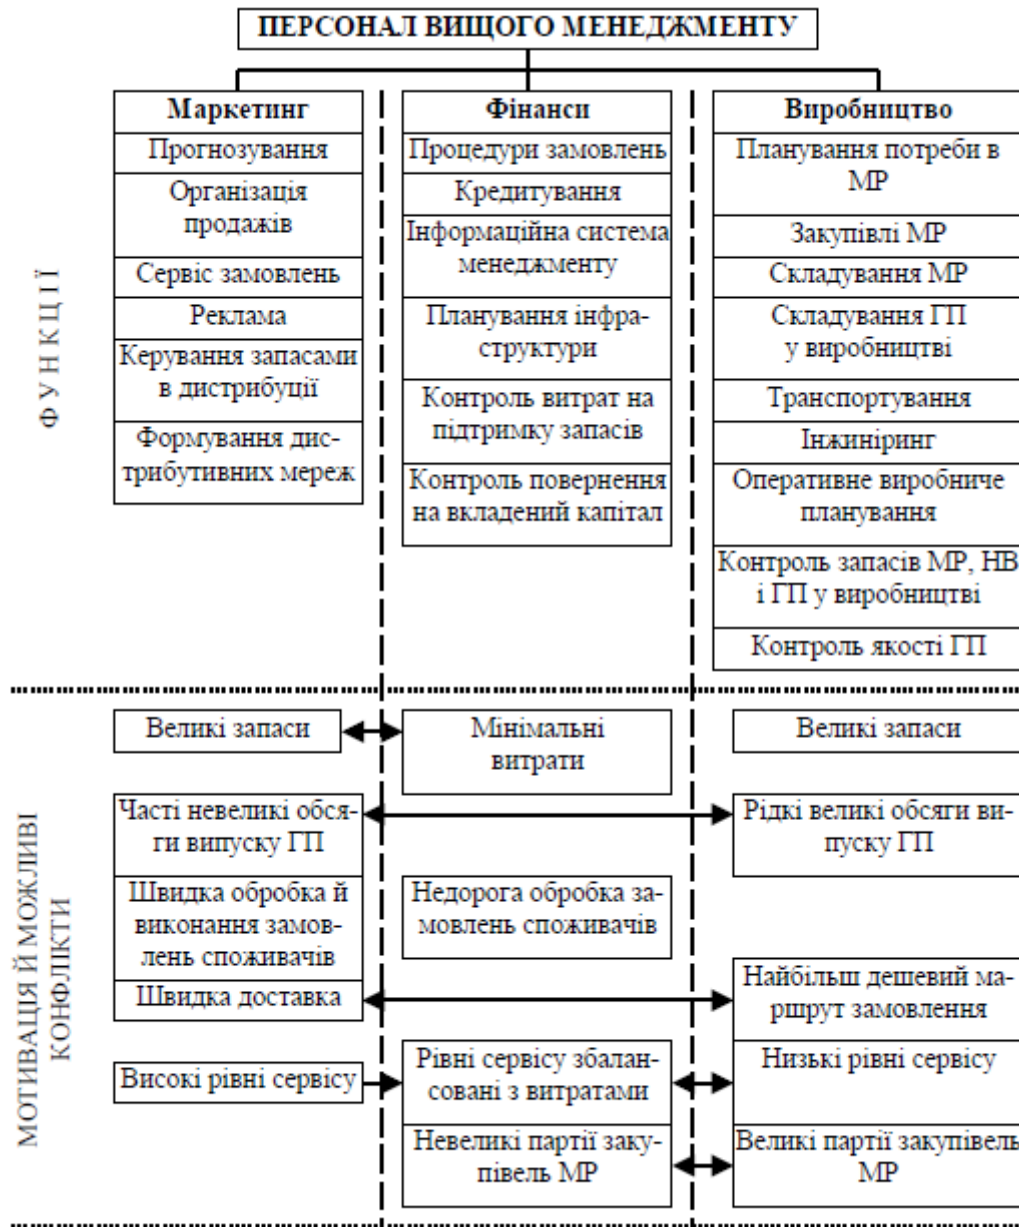 ПЕРСОНАЛ ВИЩОГО МЕНЕДЖМЕНТУ
ФУНКЦІЇ
Маркетинг
Прогнозування
Організація
продажів
Сервіс замовлень
Реклама
Керування запасами
в дистрибуції
Формування дис-
трибутивних мереж
Фінанси
Процедури замовлень
Кредитування
Інформаційна система
менеджменту
Планування інфра-
структури
Контроль витрат на
підтримку запасів
Контроль повернення
на вкладений капітал
Виробництво
Планування потреби в
МР
Закупівлі МР
Складування МР
Складування ГП
у виробництві
Транспортування
Інжиніринг
Оперативне виробниче
планування
Контроль запасів МР, НВ
і ГП у виробництві
Контроль якості ГП
МОТИВАЦІЯ Й МОЖЛИВІ
КОНФЛІКТИ
Великі запаси
Мінімальні
витрати
Великі запаси
Часті невеликі обся-
ги випуску ГП
Рідкі великі обсяги ви-
пуску ГП
Швидка обробка й
виконання замов-
лень споживачів
Недорога обробка за-
мовлень споживачів
Швидка доставка
Найбільш дешевий ма-
ршрут замовлення
Високі рівні сервісу
Рівні сервісу збалан-
совані з витратами
Низькі рівні сервісу
Невеликі партії заку-
півель МР
Великі партії закупівель
МР